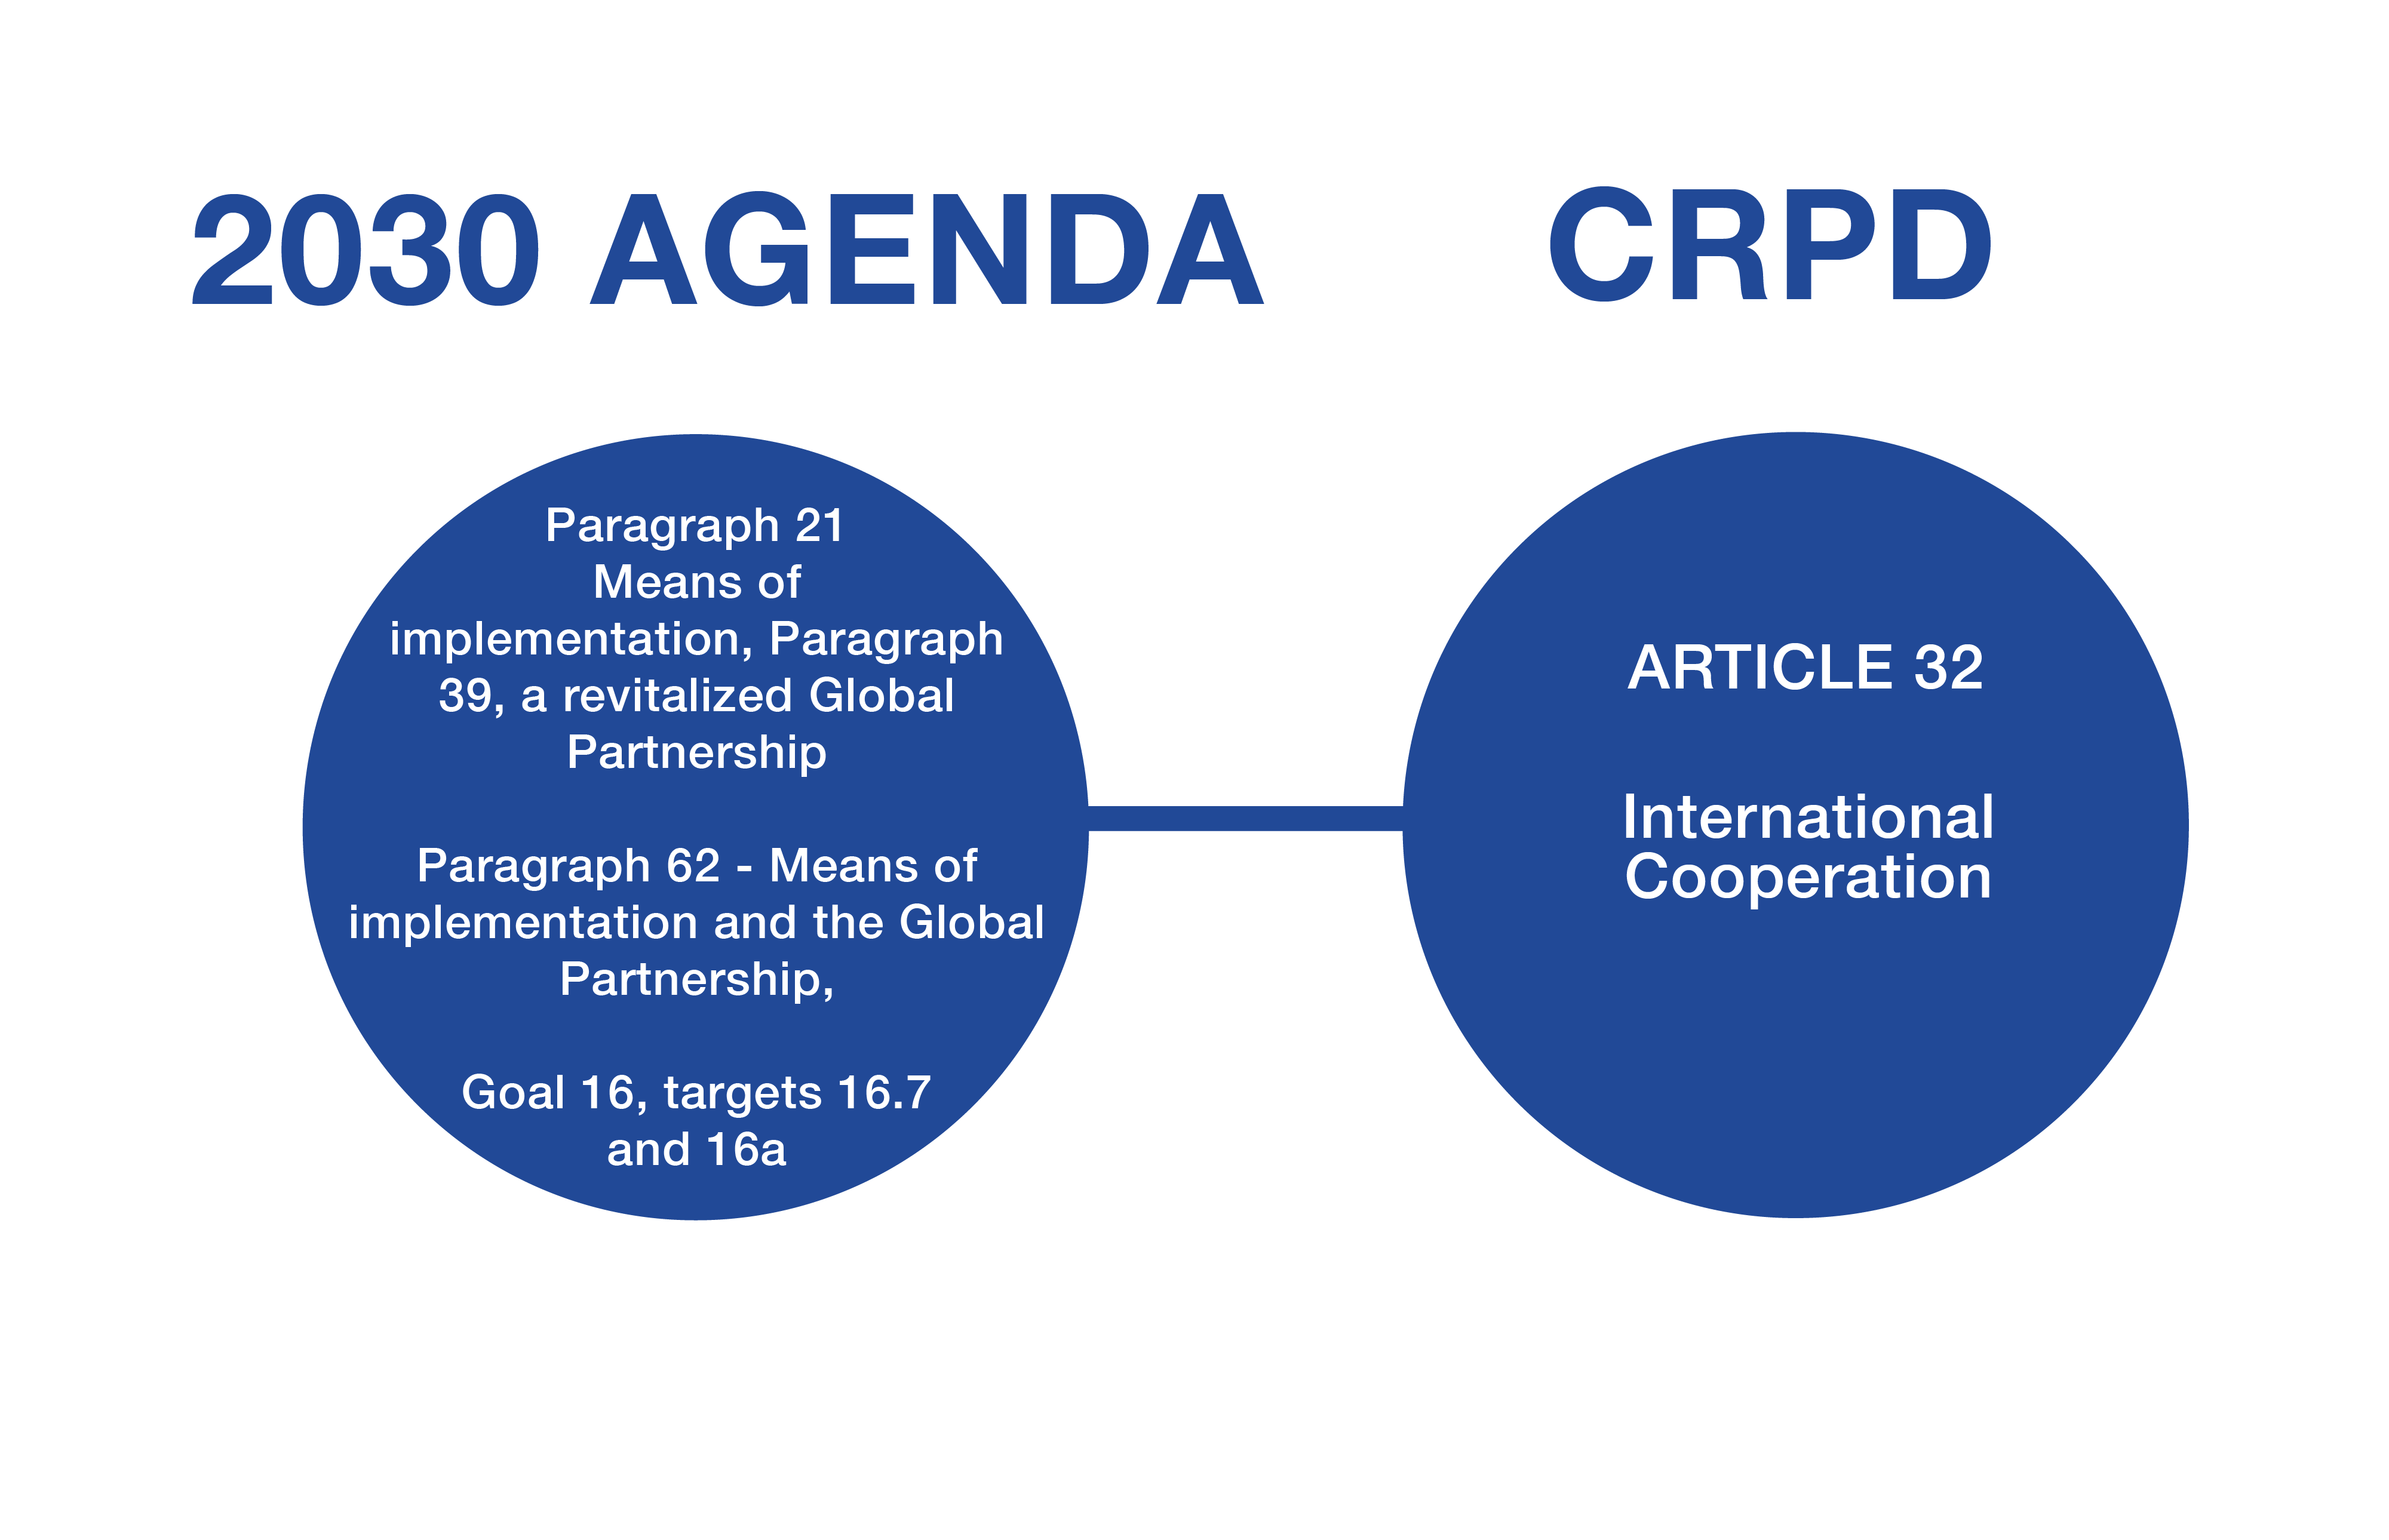 2030 AGENDA
CRPD
Paragraph 21
Means of
implementation, Paragraph
39, a revitalized Global
Partnership
Paragraph 62 - Means of
implementation and the Global
Partnership,
Goal 16, targets 16.7
and 16a
ARTICLE 32
International
Cooperation